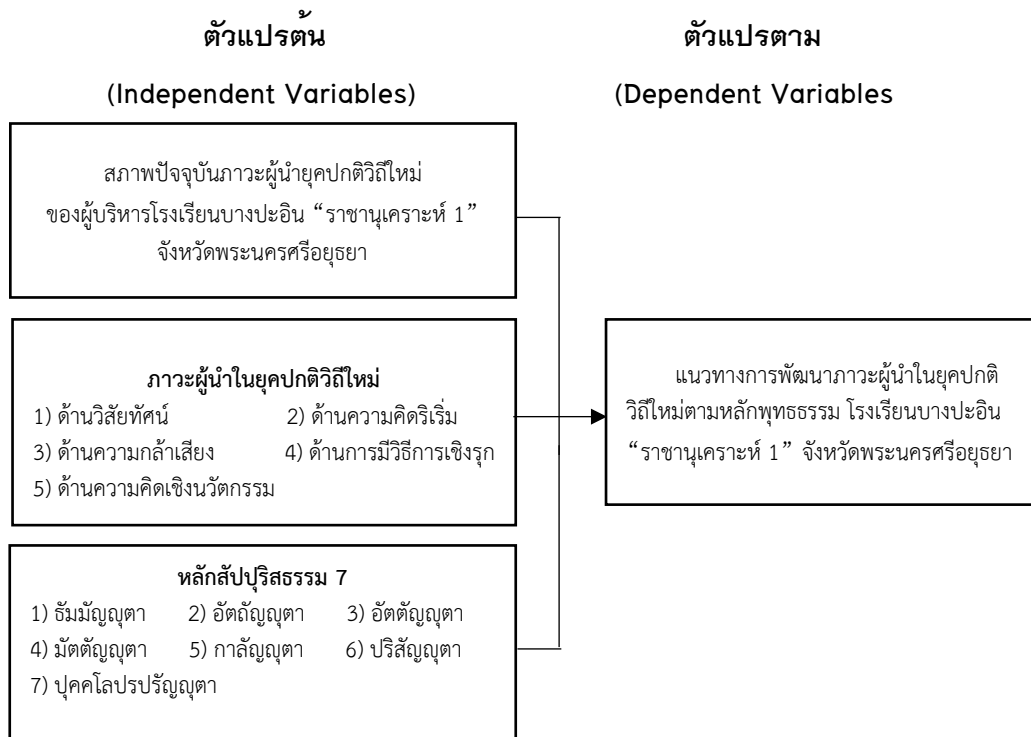 ตัวแปรต้น
(Independent Variables)
ตัวแปรตาม
(Dependent Variables
สภาพปัจจุบันภาวะผู้นำยุคปกติวิถีใหม่
ของผู้บริหารโรงเรียนบางปะอิน “ราชานุเคราะห์ 1”
จังหวัดพระนครศรีอยุธยา
ภาวะผู้นำในยุคปกติวิถีใหม่
1) ด้านวิสัยทัศน์ 2) ด้านความคิดริเริ่ม
3) ด้านความกล้าเสียง 4) ด้านการมีวิธีการเชิงรุก
5) ด้านความคิดเชิงนวัตกรรม
หลักสัปปุริสธรรม 7
1) ธัมมัญญุตา 2) อัตถัญญุตา 3) อัตตัญญุตา
4) มัตตัญญุตา 5) กาลัญญุตา 6) ปริสัญญุตา
7) ปุคคโลปรปรัญญุตา
แนวทางการพัฒนาภาวะผู้นำในยุคปกติ
วิถีใหม่ตามหลักพุทธธรรม โรงเรียนบางปะอิน
“ราชานุเคราะห์ 1” จังหวัดพระนครศรีอยุธยา